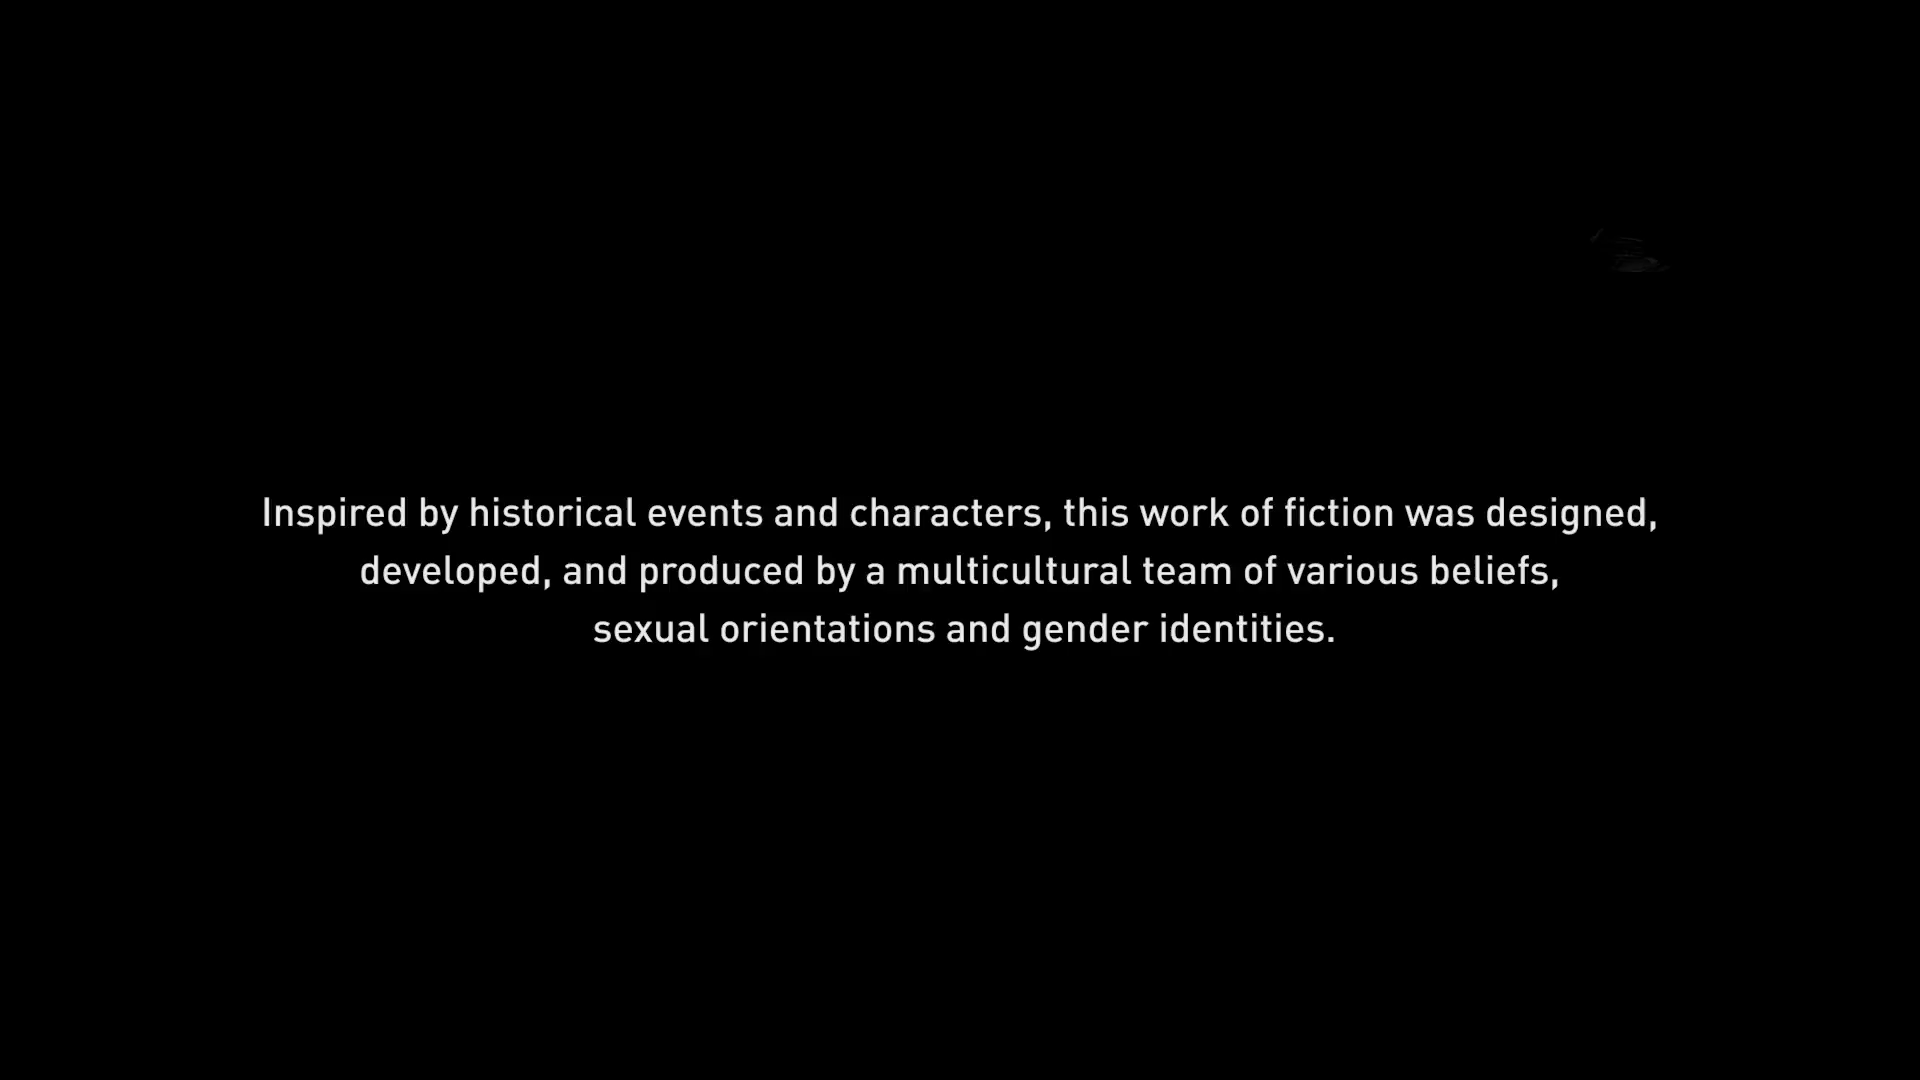 Inspired by historical events and characters, this work of fiction was designed,
developed, and produced by a multicultural team of various beliefs,
sexual orientations and gender identities.